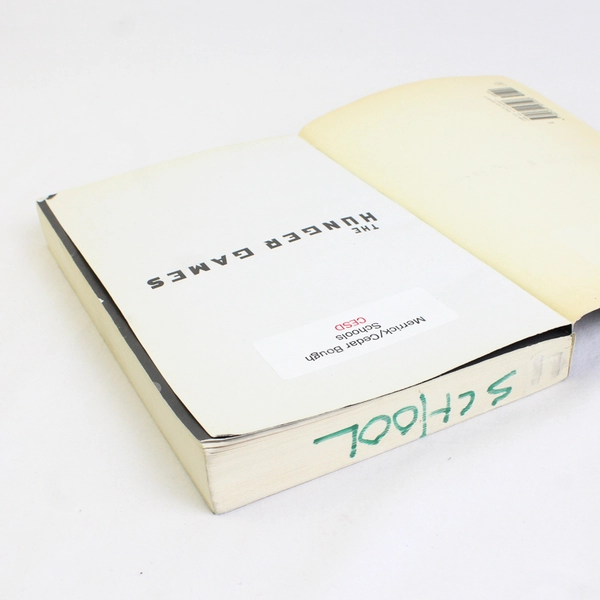 THE
HUNGER GAMES
Merrick/Cedar Bough
Schools
CESD
SCHOOL